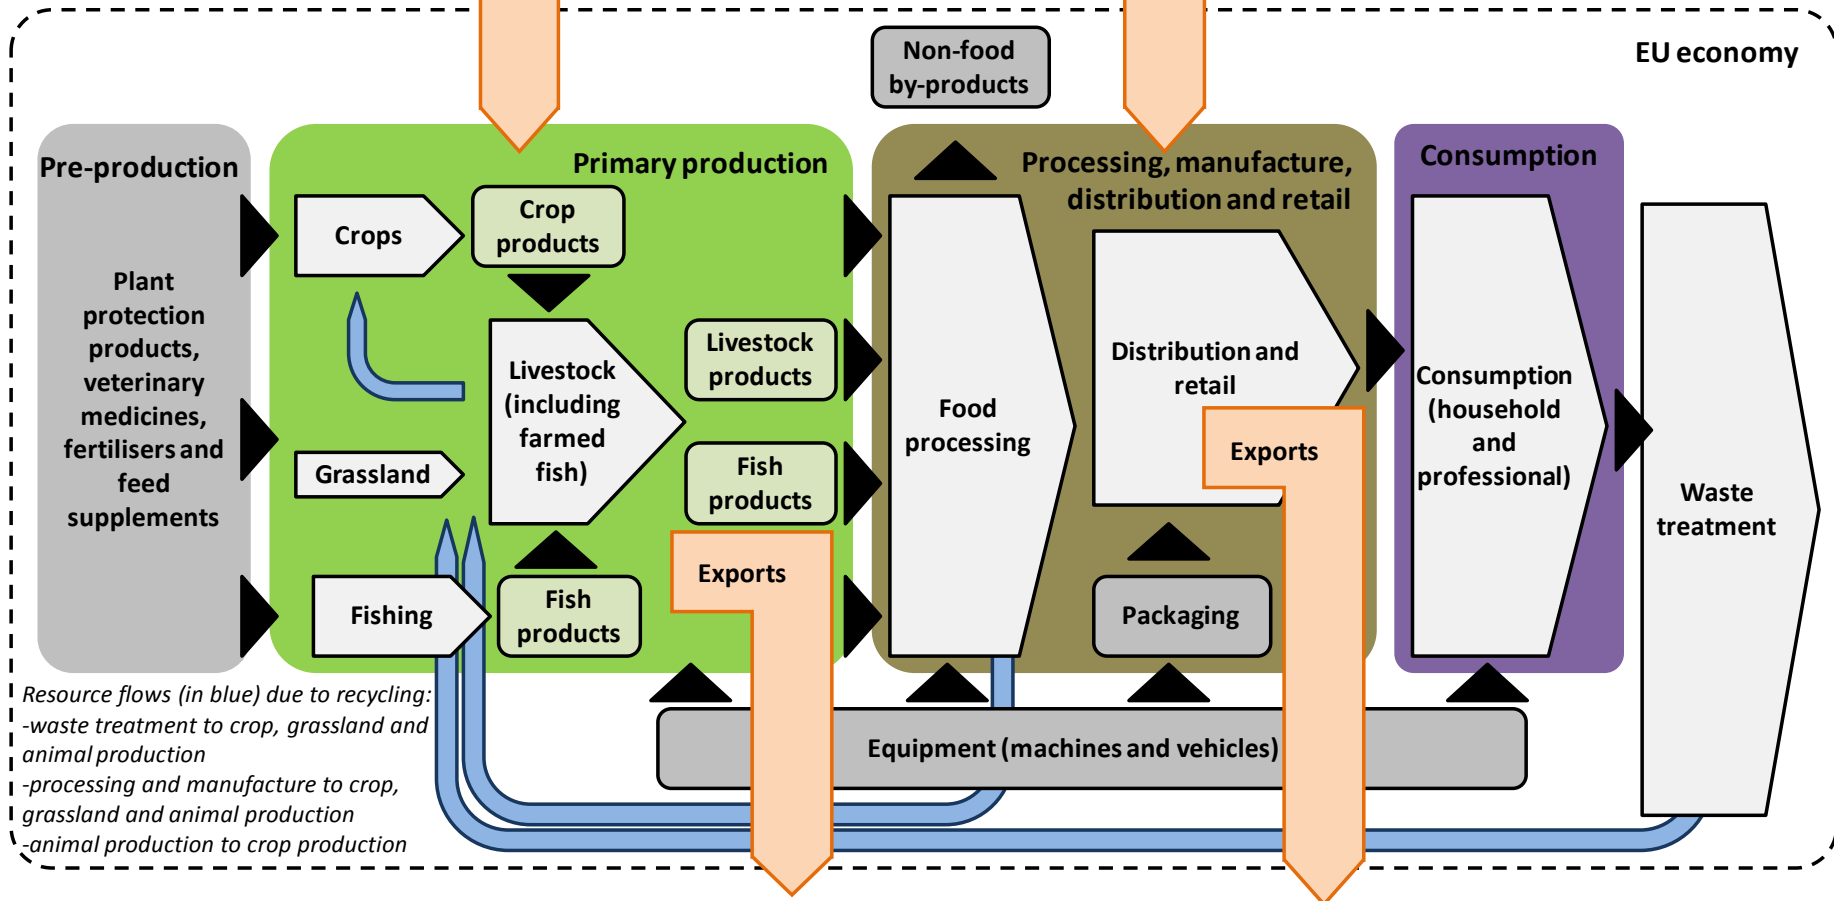 EU economy
Non-food
by-products
Pre-production
Plant
protection
products,
veterinary
medicines,
fertilisers and
feed
supplements
Primary production
Crops
Crop
products
Livestock
(including
farmed
fish)
Livestock
products
Grassland
Fish
products
Fishing
Fish
products
Exports
Processing, manufacture,
distribution and retail
Food
processing
Distribution and
retail
Exports
Packaging
Consumption
Consumption
(household
and
professional)
Waste
treatment
Equipment (machines and vehicles)
Resource flows (in blue) due to recycling:
-waste treatment to crop, grassland and
animal production
-processing and manufacture to crop,
grassland and animal production
-animal production to crop production